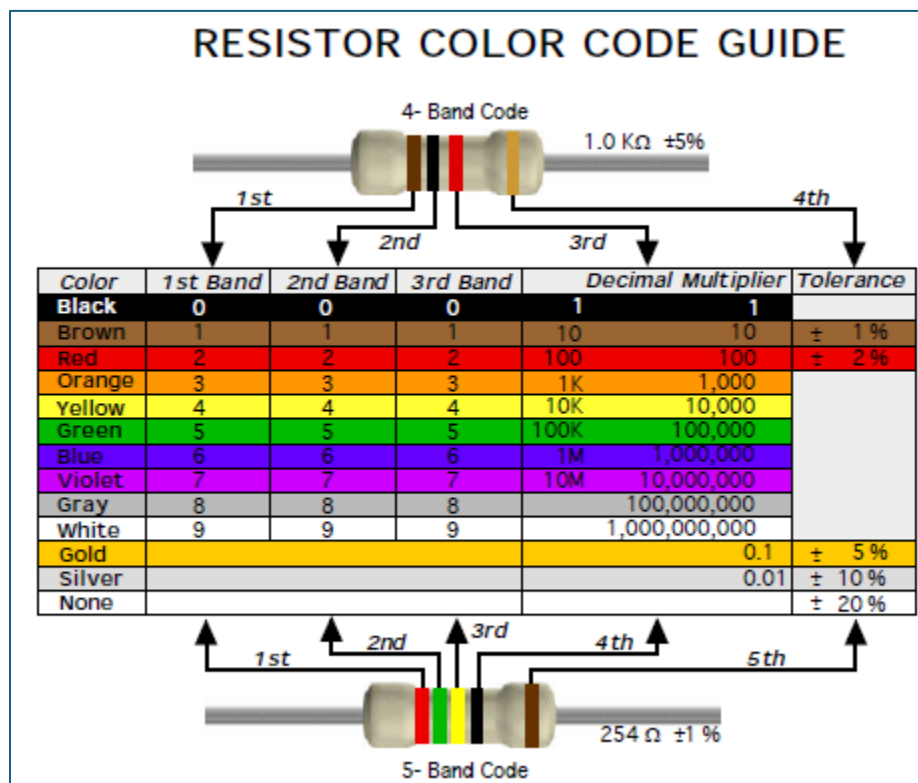 RESISTOR COLOR CODE GUIDE
4- Band Code
1.0 KΩ ±5%
1st
2nd
3rd
4th
Color 1st Band 2nd Band 3rd Band Decimal Multiplier Tolerance
Black 0 0 0 1 1
Brown 1 1 1 10 10 ± 1%
Red 2 2 2 100 100 ± 2%
Orange 3 3 3 1K 1,000
Yellow 4 4 4 10K 10,000
Green 5 5 5 100K 100,000
Blue 6 6 6 1M 1,000,000
Violet 7 7 7 10M 10,000,000
Gray 8 8 8 100,000,000
White 9 9 9 1,000,000,000
Gold 0.1 ± 5%
Silver 0.01 ± 10%
None ± 20%
1st
2nd
3rd
4th
5th
254 Ω ±1 %
5- Band Code